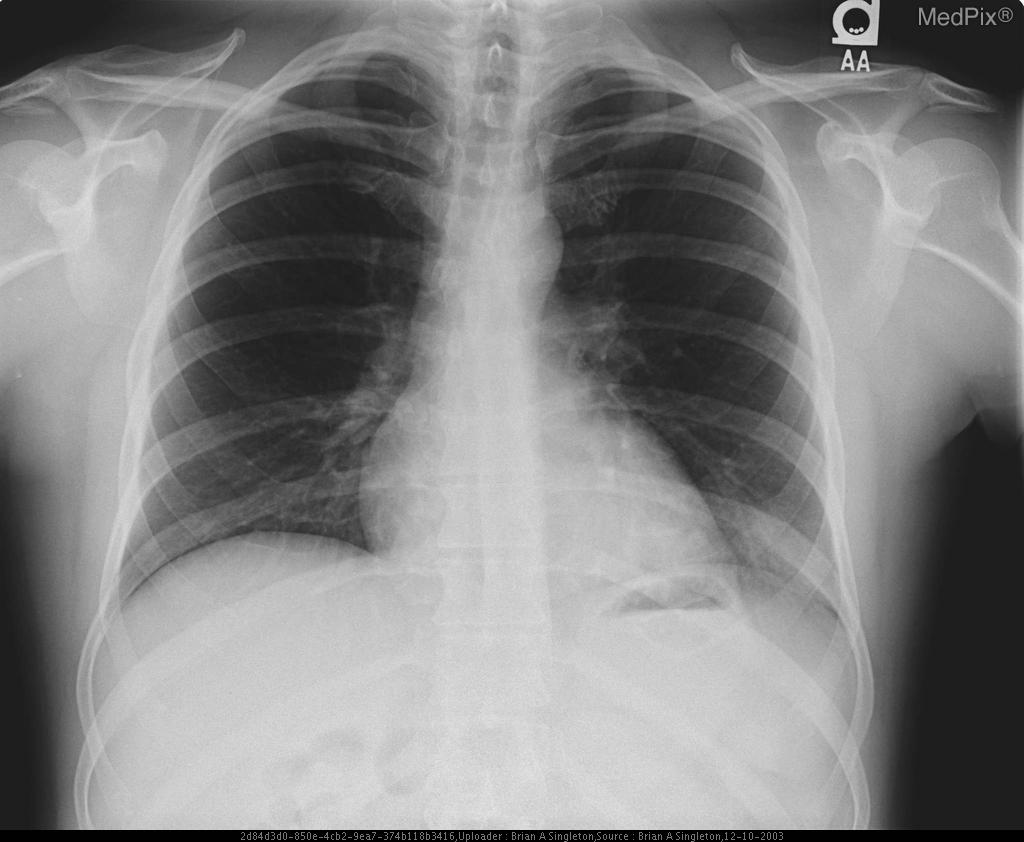 MedPix®
AA
2d84d3d0-850e-4cb2-9ea7-374b118b3416,Uploader : Brian A Singleton,Source : Brian A Singleton,12-10-2003